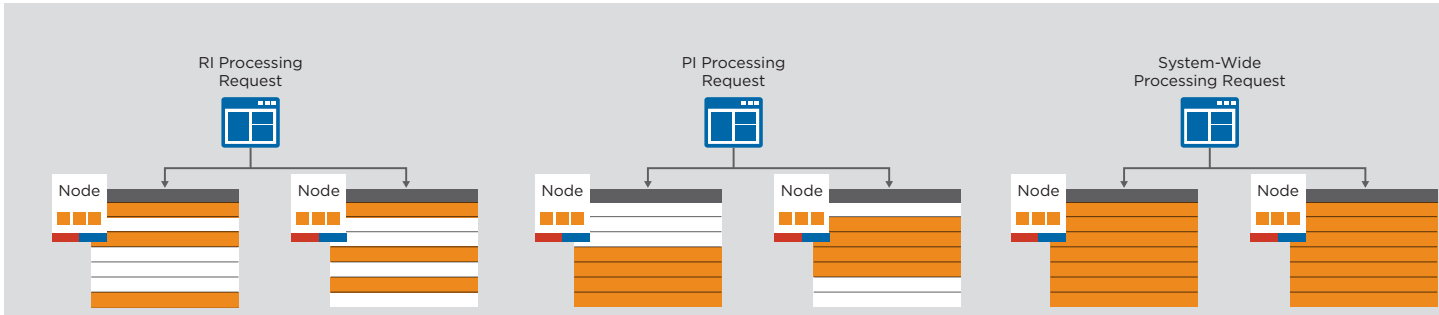 RI Processing
Request
Node
Node
PI Processing
Request
Node
Node
System-Wide
Processing Request
Node
Node